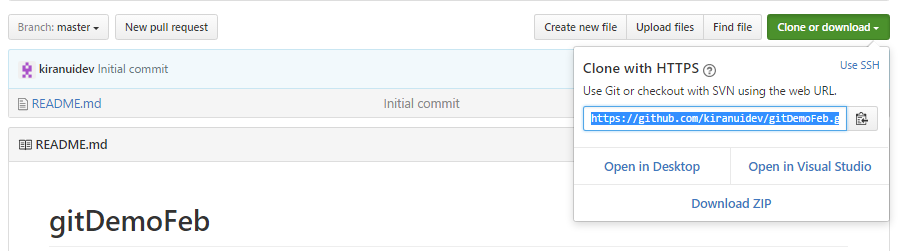 Branch: master
New pull request
Create new file
Upload files
Find file
Clone or download
kiranuidev Initial commit
README.md
Initial commit
Clone with HTTPS
Use SSH
Use Git or checkout with SVN using the web URL.
https://github.com/kiranuidev/gitDemoFeb.g
Open in Desktop
Open in Visual Studio
Download ZIP
README.md
gitDemoFeb